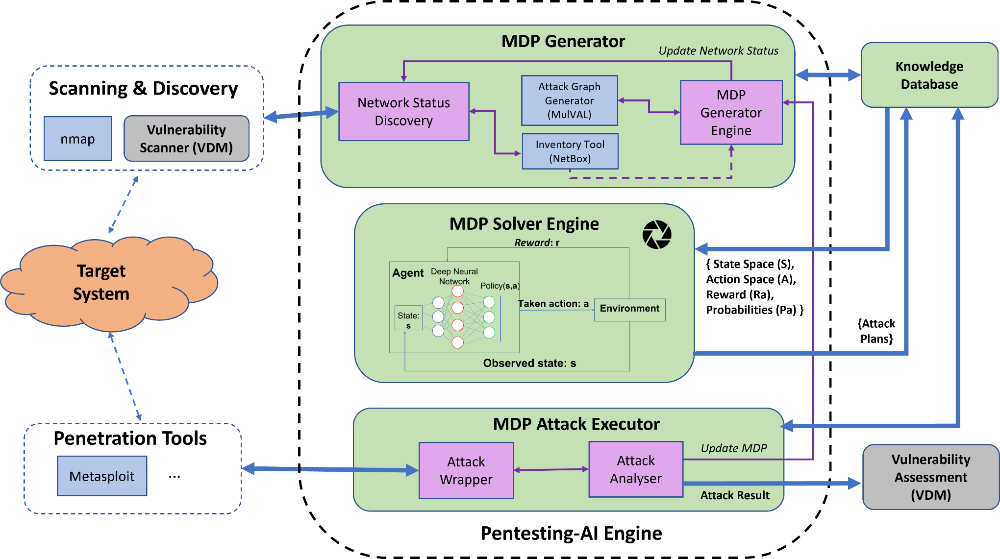 MDP Generator
Update Network Status
Scanning & Discovery
nmap
Vulnerability
Scanner (VDM)
Network Status
Discovery
Attack Graph
Generator
(MulVAL)
Inventory Tool
(NetBox)
MDP
Generator
Engine
Knowledge
Database
MDP Solver Engine
Reward: r
Agent
Deep Neural
Network
Policy(s,a)
State:
s
Taken action: a
Environment
Observed state: s
{ State Space (S),
Action Space (A),
Reward (Ra),
Probabilities (Pa) }
{Attack
Plans}
Target
System
Penetration Tools
Metasploit
...
MDP Attack Executor
Attack
Wrapper
Attack
Analyser
Update MDP
Attack Result
Vulnerability
Assessment
(VDM)
Pentesting-AI Engine